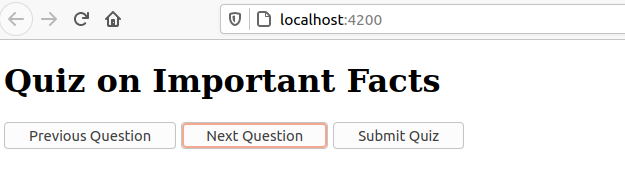 localhost:4200
Quiz on Important Facts
Previous Question Next Question Submit Quiz